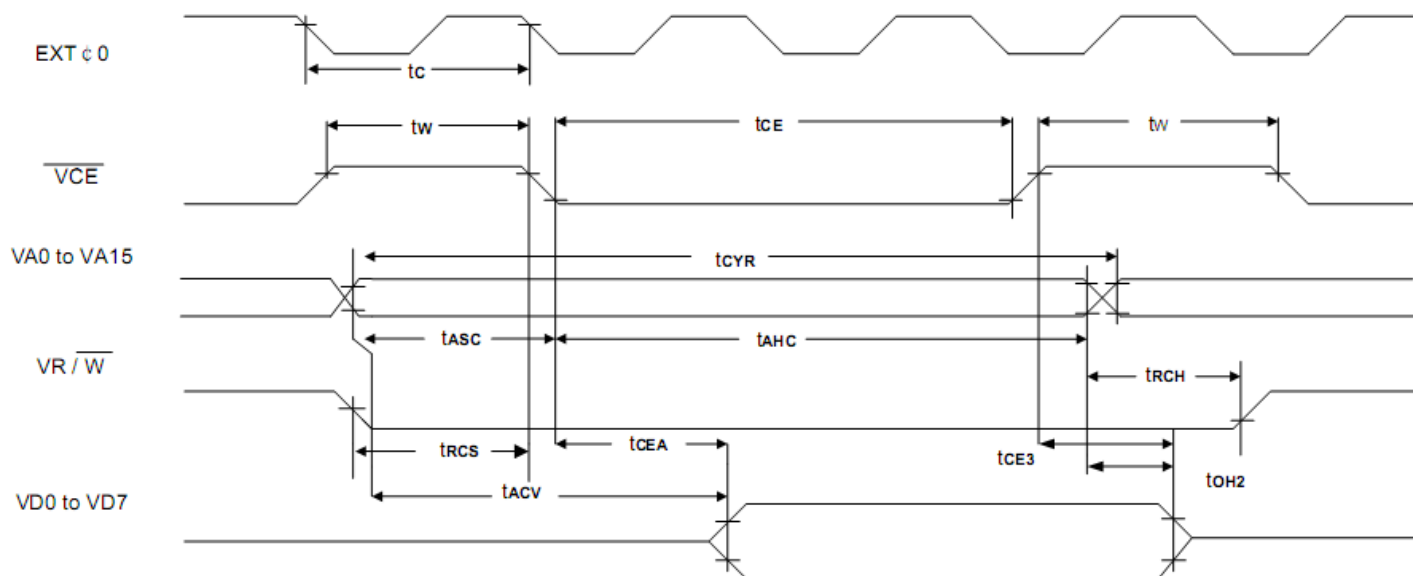 EXT ¢ 0
tC
tW
tCE
tW
VCE
VA0 to VA15
tCYR
tASC
tAHC
VR / W
tRCH
tRCS
tCEA
tCE3
tACV
tOH2
VD0 to VD7